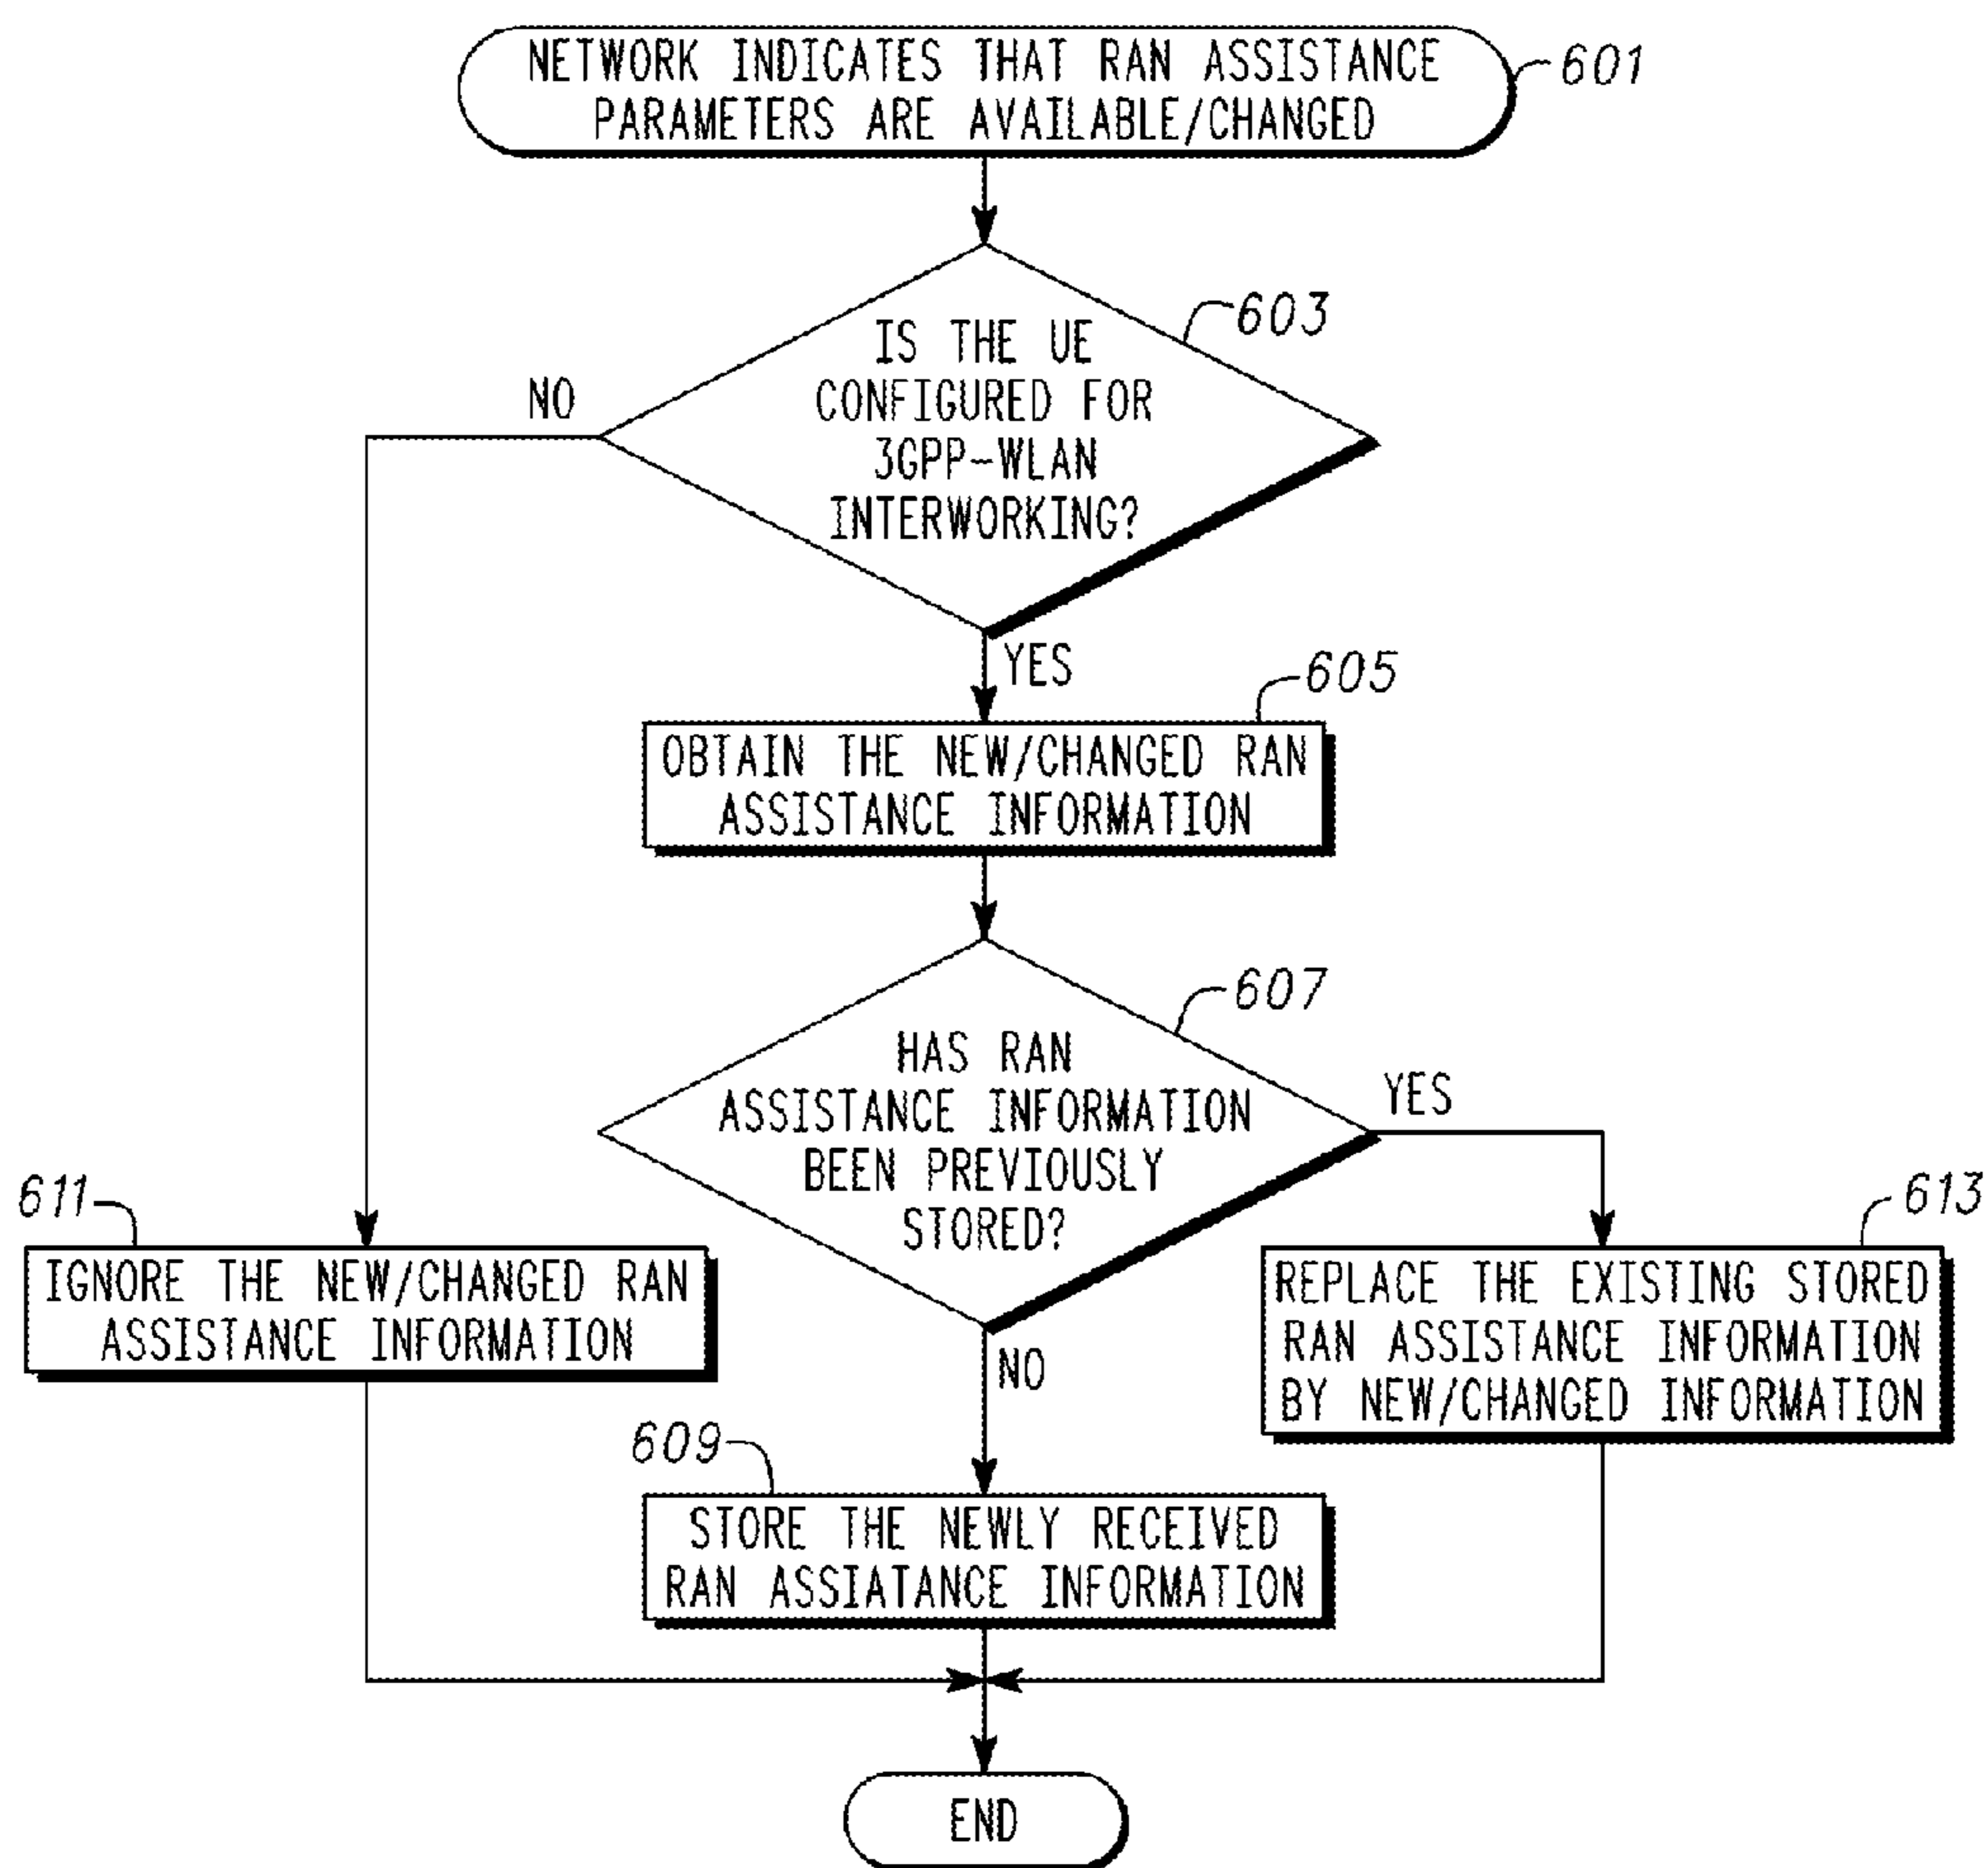 NETWORK INDICATES THAT RAN ASSISTANCE
PARAMETERS ARE AVAILABLE/CHANGED
601
IS THE UE
CONFIGURED FOR
3GPP-WLAN
INTERWORKING?
603
NO
YES
605
OBTAIN THE NEW/CHANGED RAN
ASSISTANCE INFORMATION
607
HAS RAN
ASSISTANCE INFORMATION
BEEN PREVIOUSLY
STORED?
YES
NO
611
IGNORE THE NEW/CHANGED RAN
ASSISTANCE INFORMATION
613
REPLACE THE EXISTING STORED
RAN ASSISTANCE INFORMATION
BY NEW/CHANGED INFORMATION
609
STORE THE NEWLY RECEIVED
RAN ASSIATANCE INFORMATION
END